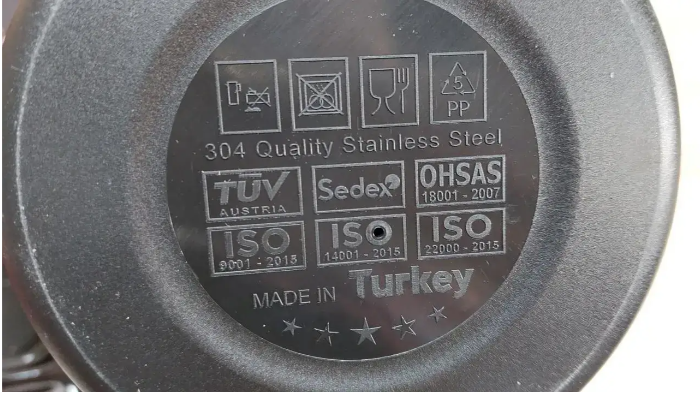 5
PP
304 Quality Stainless Steel
TÜV Sedex OHSAS
AUSTRIA 18001 - 2007
ISO ISO ISO
9001 - 2015 14001 - 2015 22000 - 2015
MADE IN Turkey